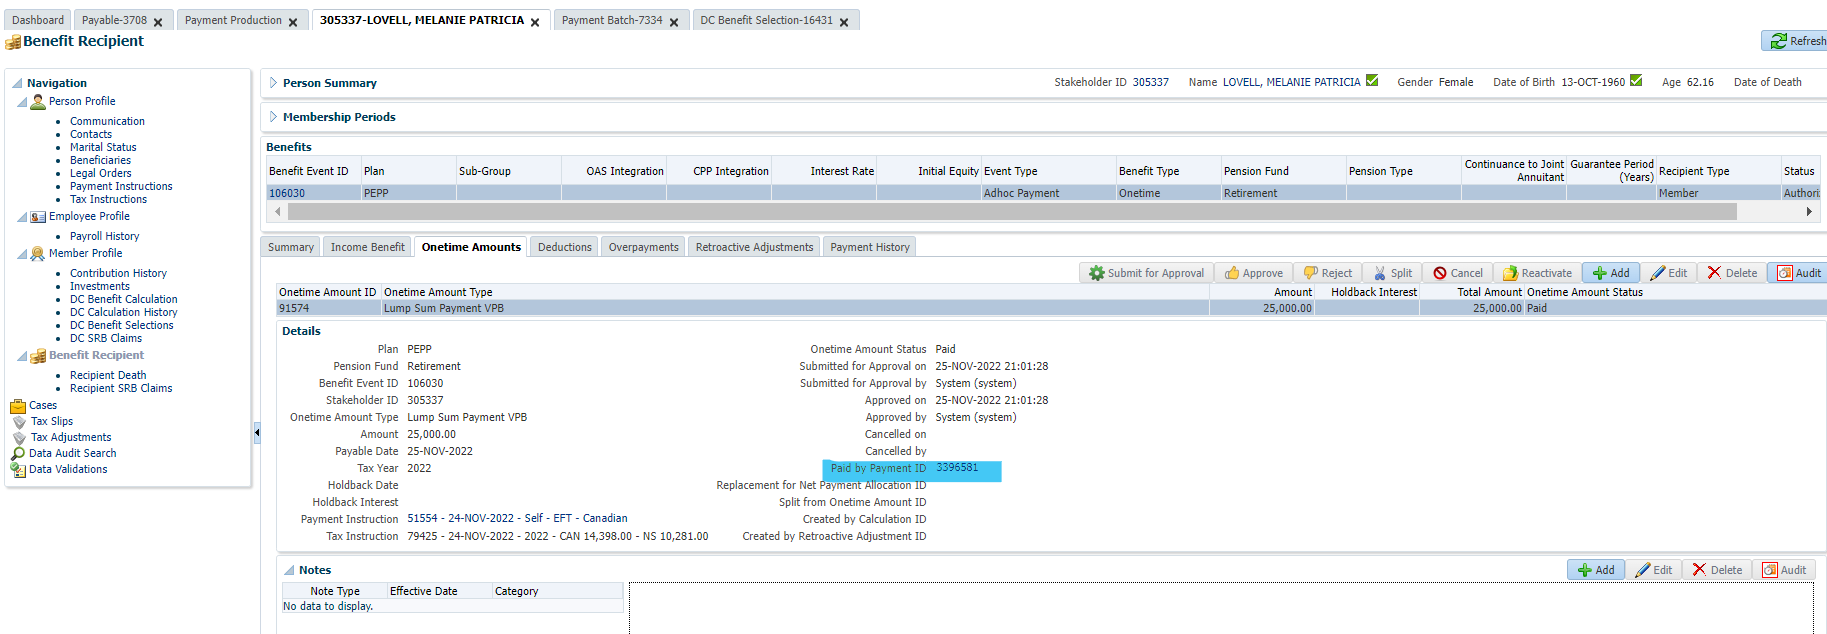 Dashboard Payable-3708 Payment Production 305337-LOVELL, MELANIE PATRICIA Payment Batch-7334 DC Benefit Selection-16431
Benefit Recipient
Refresh
Navigation
Person Profile
Communication
Contacts
Marital Status
Beneficiaries
Legal Orders
Payment Instructions
Tax Instructions
Employee Profile
Payroll History
Member Profile
Contribution History
Investments
DC Benefit Calculation
DC Calculation History
DC Benefit Selections
DC SRB Claims
Benefit Recipient
Recipient Death
Recipient SRB Claims
Cases
Tax Slips
Tax Adjustments
Data Audit Search
Data Validations
Person Summary Stakeholder ID 305337 Name LOVELL, MELANIE PATRICIA Gender Female Date of Birth 13-OCT-1960 Age 62.16 Date of Death
Membership Periods
Benefits
Benefit Event ID Plan Sub-Group OAS Integration CPP Integration Interest Rate Initial Equity Event Type Benefit Type Pension Fund Pension Type Continuance to Joint Annuitant Guarantee Period (Years) Recipient Type Status
106030 PEPP Adhoc Payment Onetime Retirement Member Authori
Summary Income Benefit Onetime Amounts Deductions Overpayments Retroactive Adjustments Payment History
Submit for Approval Approve Reject Split Cancel Reactivate Add Edit Delete Audit
Onetime Amount ID Onetime Amount Type Amount Holdback Interest Total Amount Onetime Amount Status
91574 Lump Sum Payment VPB 25,000.00 25,000.00 Paid
Details
Plan PEPP Onetime Amount Status Paid
Pension Fund Retirement Submitted for Approval on 25-NOV-2022 21:01:28
Benefit Event ID 106030 Submitted for Approval by System (system)
Stakeholder ID 305337 Approved on 25-NOV-2022 21:01:28
Onetime Amount Type Lump Sum Payment VPB Approved by System (system)
Amount 25,000.00 Cancelled on
Payable Date 25-NOV-2022 Cancelled by
Tax Year 2022 Paid by Payment ID 3396581
Holdback Date Replacement for Net Payment Allocation ID
Holdback Interest Split from Onetime Amount ID
Payment Instruction 51554 - 24-NOV-2022 - Self - EFT - Canadian Created by Calculation ID
Tax Instruction 79425 - 24-NOV-2022 - 2022 - CAN 14,398.00 - NS 10,281.00 Created by Retroactive Adjustment ID
Notes Add Edit Delete Audit
Note Type Effective Date Category
No data to display.